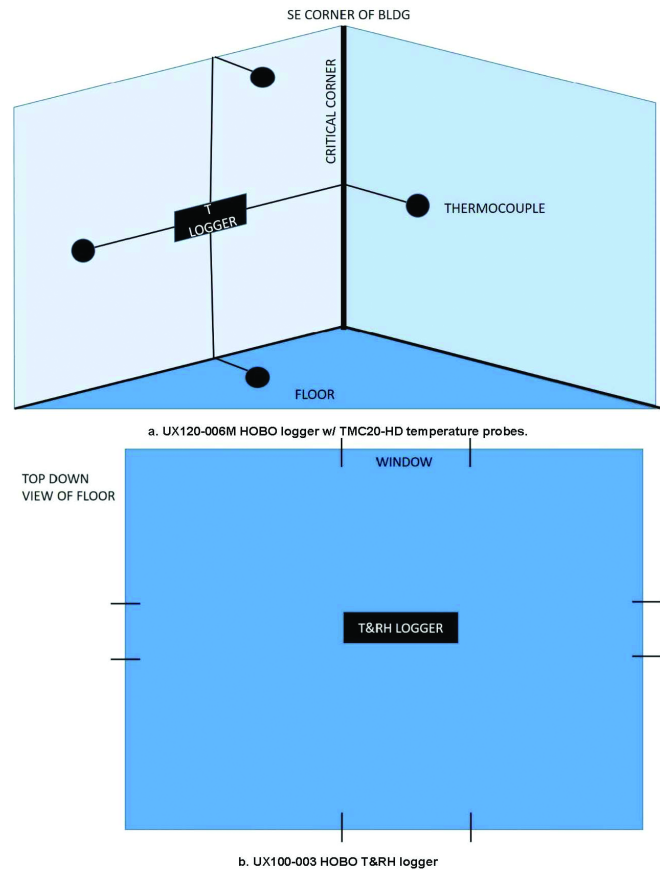 SE CORNER OF BLDG
CRITICAL CORNER
T
LOGGER
THERMOCOUPLE
FLOOR
a. UX120-006M HOBO logger w/ TMC20-HD temperature probes.
TOP DOWN
VIEW OF FLOOR
WINDOW
T&RH LOGGER
b. UX100-003 HOBO T&RH logger